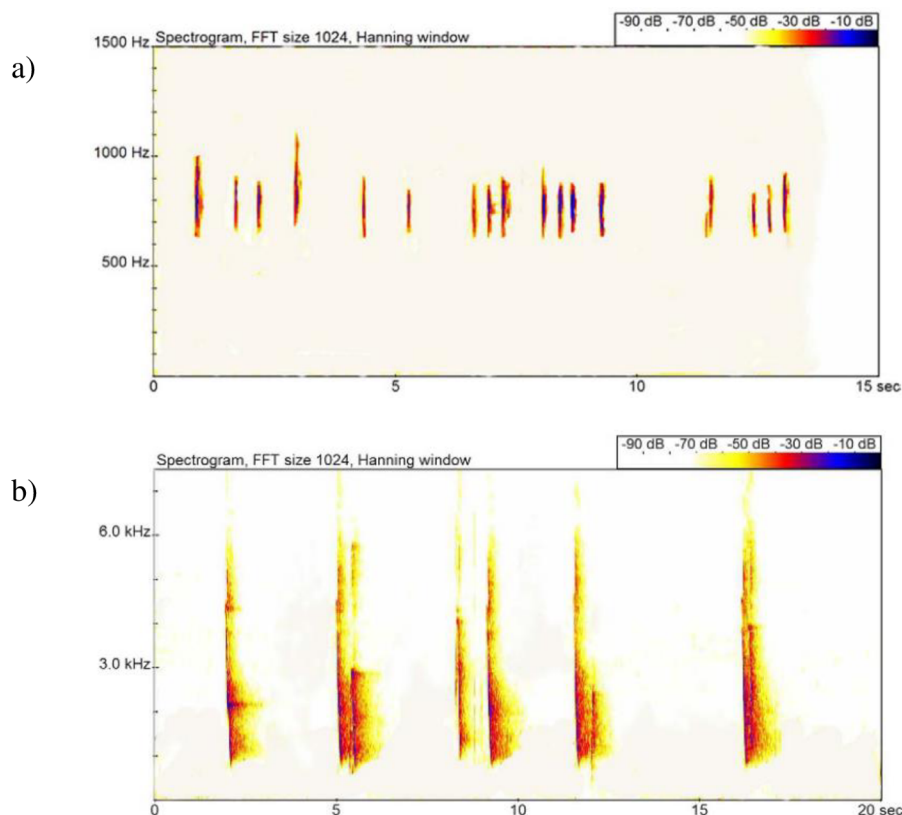 a)
Spectrogram, FFT size 1024, Hanning window
-90 dB -70 dB -50 dB -30 dB -10 dB
1500 Hz
1000 Hz
500 Hz
0 5 10 15 sec
b)
Spectrogram, FFT size 1024, Hanning window
-90 dB -70 dB -50 dB -30 dB -10 dB
6.0 kHz
3.0 kHz
0 5 10 15 20 sec